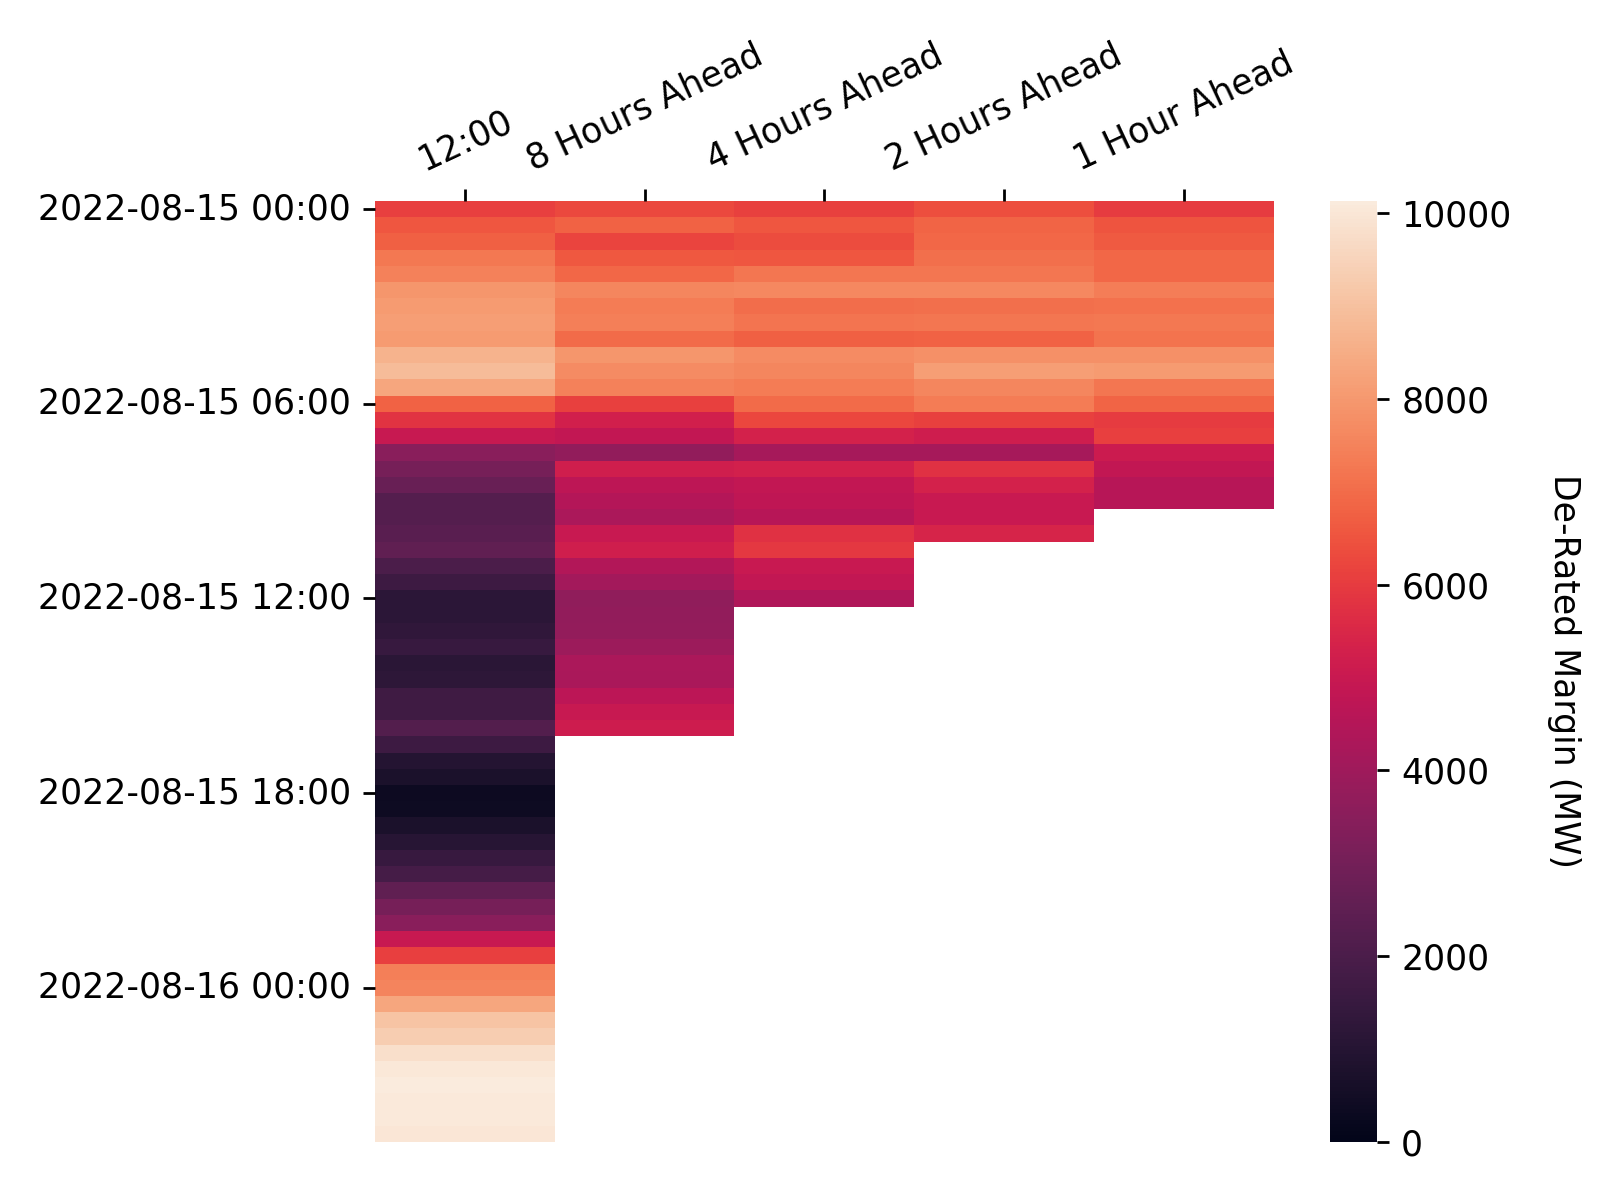 12:00
8 Hours Ahead
4 Hours Ahead
2 Hours Ahead
1 Hour Ahead
2022-08-15 00:00
2022-08-15 06:00
2022-08-15 12:00
2022-08-15 18:00
2022-08-16 00:00
10000
8000
6000
4000
2000
0
De-Rated Margin (MW)